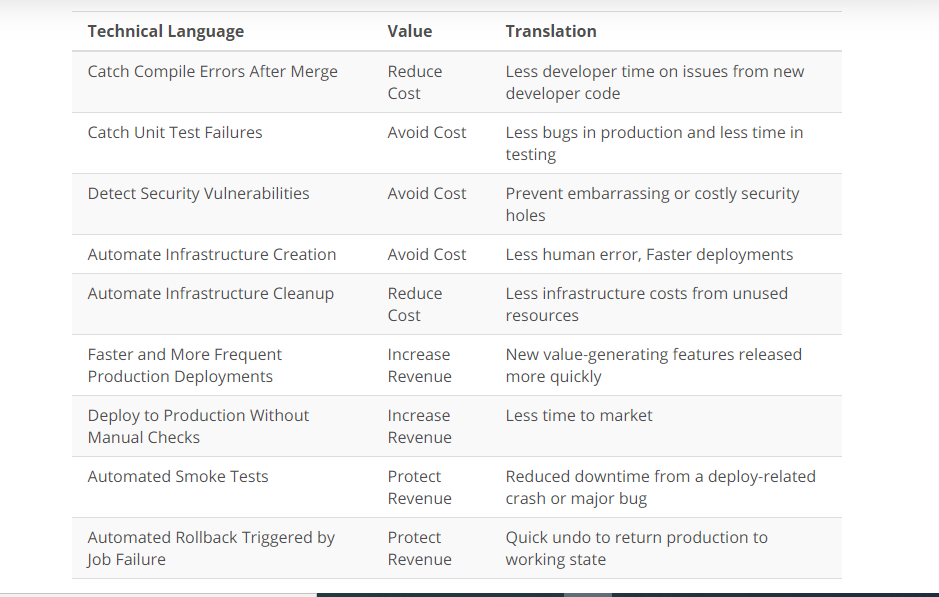 Technical Language Value Translation
Catch Compile Errors After Merge Reduce Less developer time on issues from new
Cost developer code
Catch Unit Test Failures Avoid Cost Less bugs in production and less time in
testing
Detect Security Vulnerabilities Avoid Cost Prevent embarrassing or costly security
holes
Automate Infrastructure Creation Avoid Cost Less human error, Faster deployments
Automate Infrastructure Cleanup Reduce Less infrastructure costs from unused
Cost resources
Faster and More Frequent Increase New value-generating features released
Production Deployments Revenue more quickly
Deploy to Production Without Increase Less time to market
Manual Checks Revenue
Automated Smoke Tests Protect Reduced downtime from a deploy-related
Revenue crash or major bug
Automated Rollback Triggered by Protect Quick undo to return production to
Job Failure Revenue working state